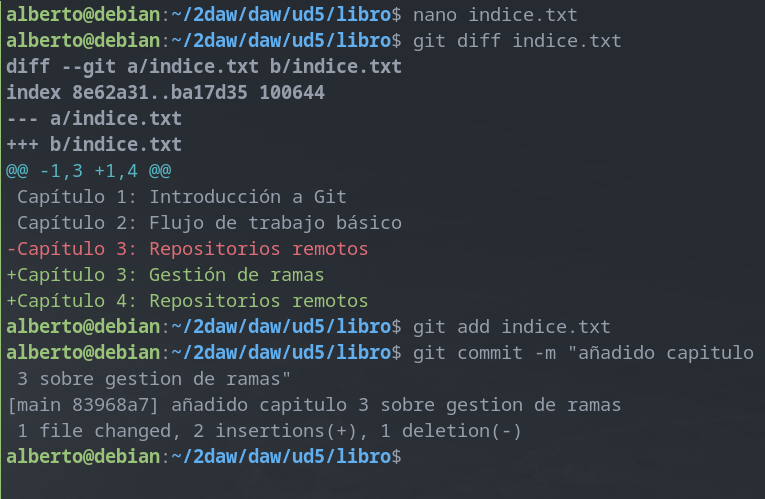 alberto@debian:~/2daw/daw/ud5/libro$ nano indice.txt
alberto@debian:~/2daw/daw/ud5/libro$ git diff indice.txt
diff --git a/indice.txt b/indice.txt
index 8e62a31..ba17d35 100644
--- a/indice.txt
+++ b/indice.txt
@@ -1,3 +1,4 @@
 Capítulo 1: Introducción a Git
 Capítulo 2: Flujo de trabajo básico
-Capítulo 3: Repositorios remotos
+Capítulo 3: Gestión de ramas
+Capítulo 4: Repositorios remotos
alberto@debian:~/2daw/daw/ud5/libro$ git add indice.txt
alberto@debian:~/2daw/daw/ud5/libro$ git commit -m "añadido capitulo
 3 sobre gestion de ramas"
[main 83968a7] añadido capitulo 3 sobre gestion de ramas
 1 file changed, 2 insertions(+), 1 deletion(-)
alberto@debian:~/2daw/daw/ud5/libro$